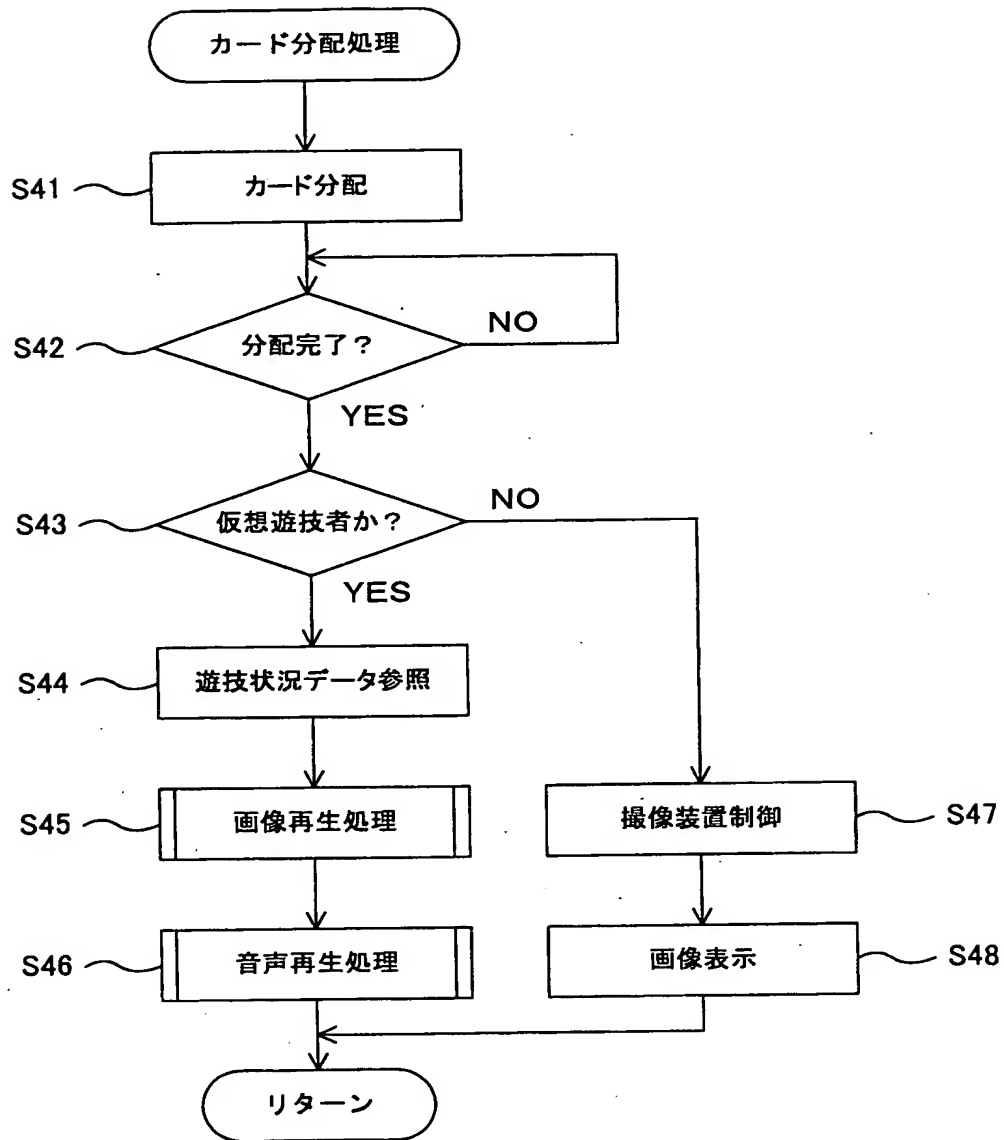 カード分配処理
S41
カード分配
S42
分配完了？
NO
YES
S43
仮想遊技者か？
NO
YES
S44
遊技状況データ参照
S45
画像再生処理
撮像装置制御
S47
S46
音声再生処理
画像表示
S48
リターン